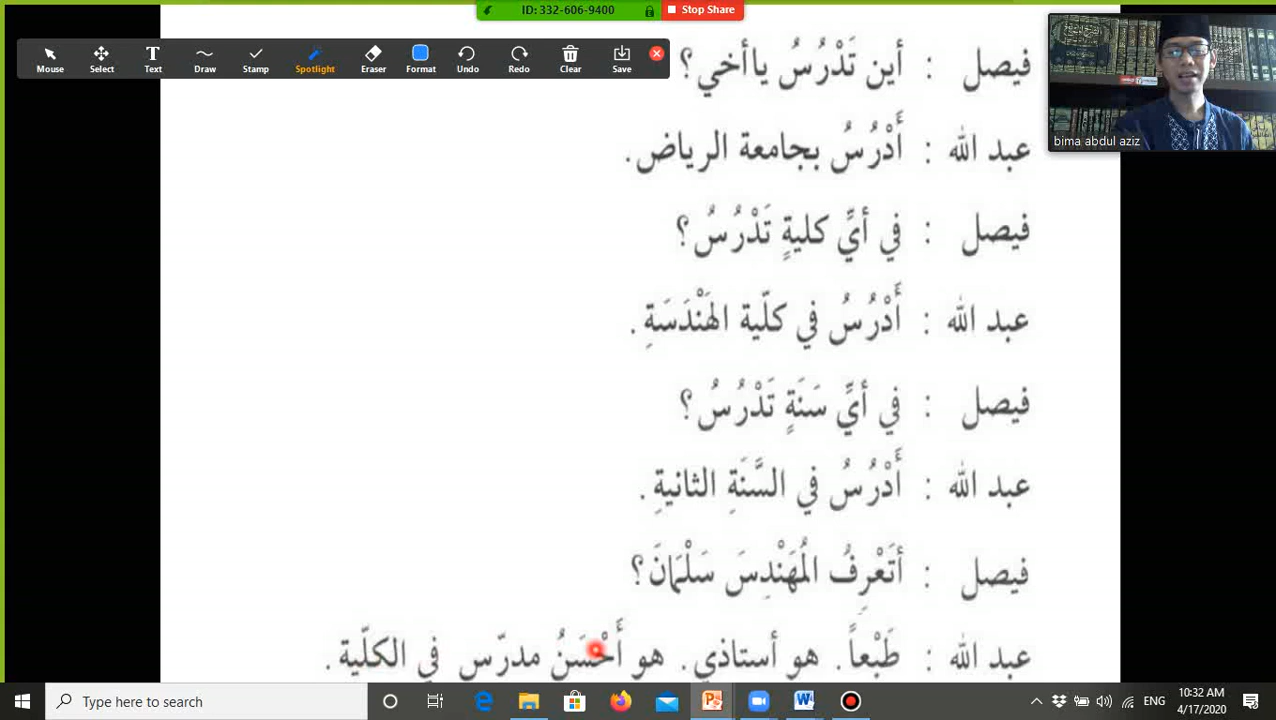 ID: 332-606-9400 Stop Share
Mouse Select Text Draw Stamp Spotlight Eraser Format Undo Redo Clear Save
bima abdul aziz
فيصل : أين تَدْرُسُ ياأخي؟
عبد الله : أَدْرُسُ بجامعة الرياض.
فيصل : في أيِّ كليةٍ تَدْرُسُ؟
عبد الله : أَدْرُسُ في كلّية الهَنْدَسَةِ.
فيصل : في أيِّ سَنَةٍ تَدْرُسُ؟
عبد الله : أَدْرُسُ في السَّنَةِ الثانيةِ.
فيصل : أتَعْرِفُ المُهَنْدِسَ سَلْمَانَ؟
عبد الله : طَبْعاً. هو أستاذي. هو أَحْسَنُ مدرّس في الكلّية.
Type here to search
ENG
10:32 AM
4/17/2020